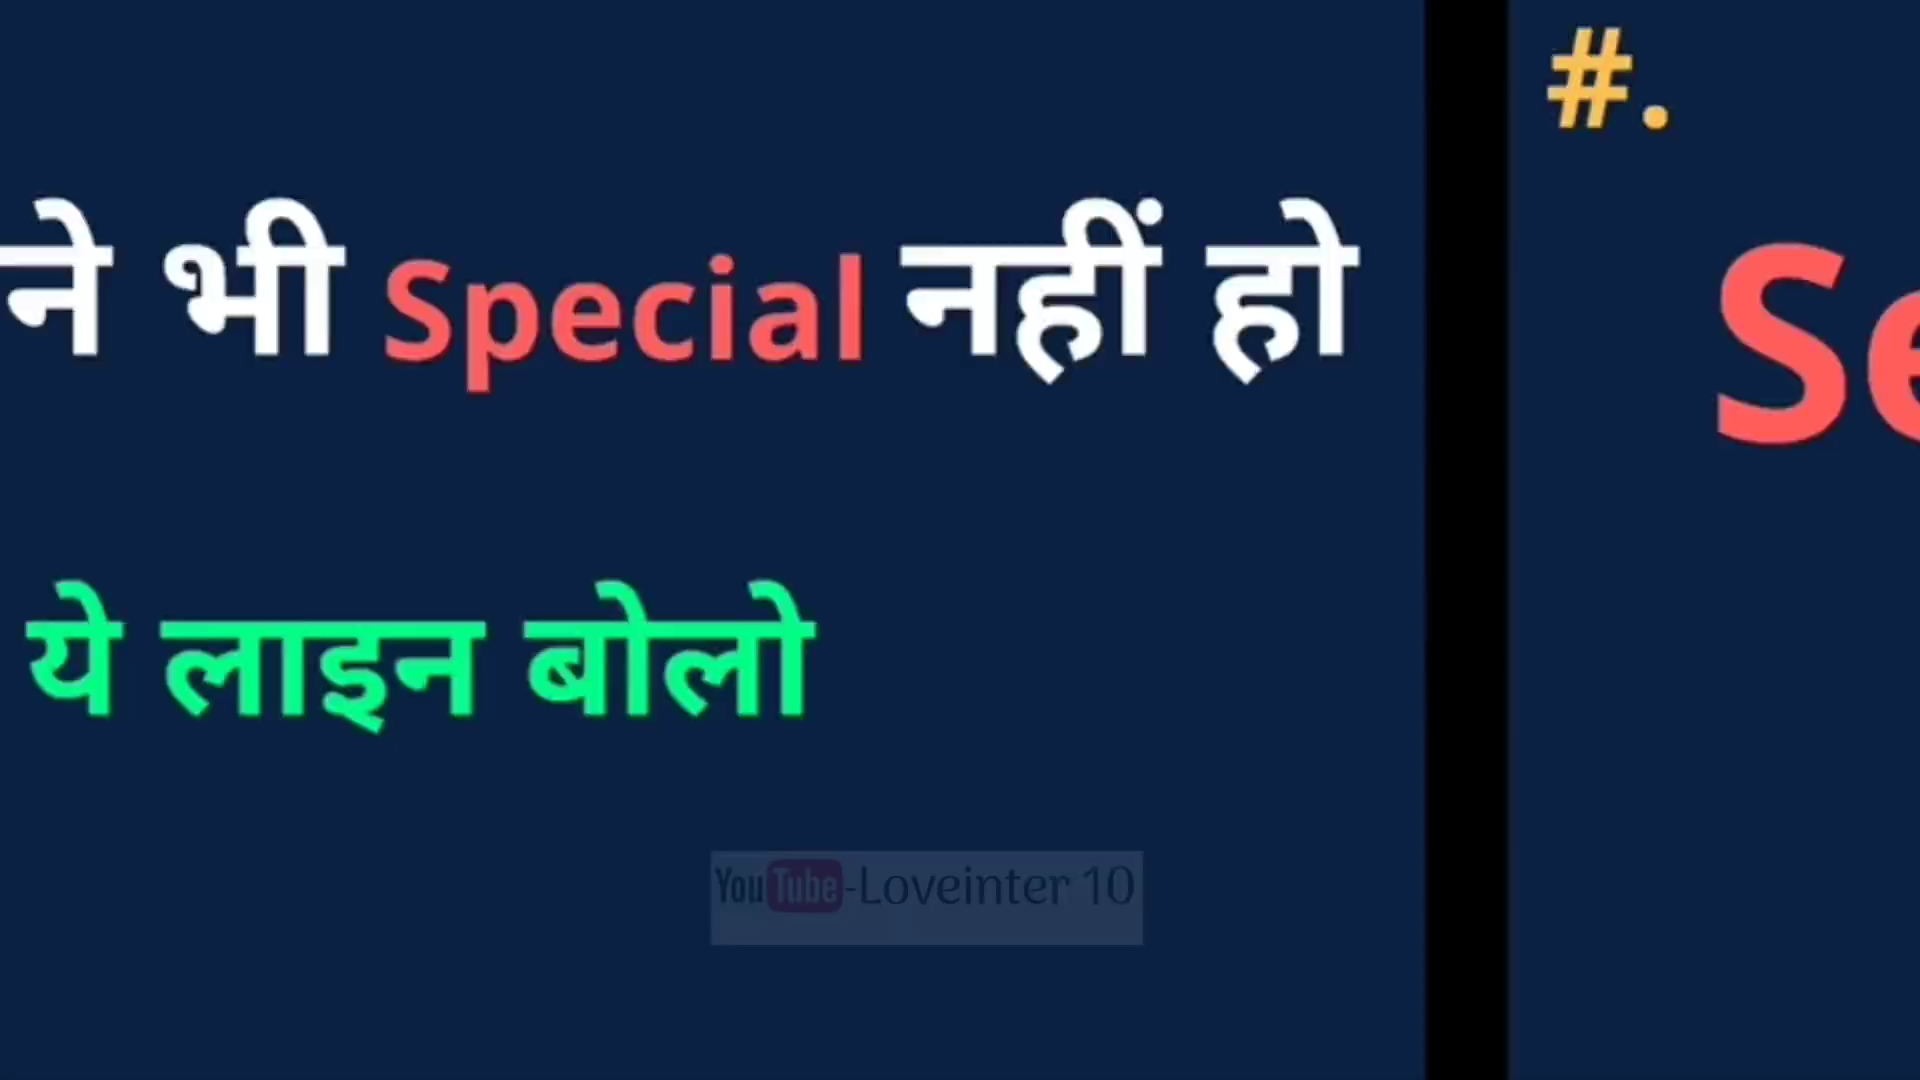 ने भी Special नहीं हो
ये लाइन बोलो
YouTube-Loveinter 10
#.
Se